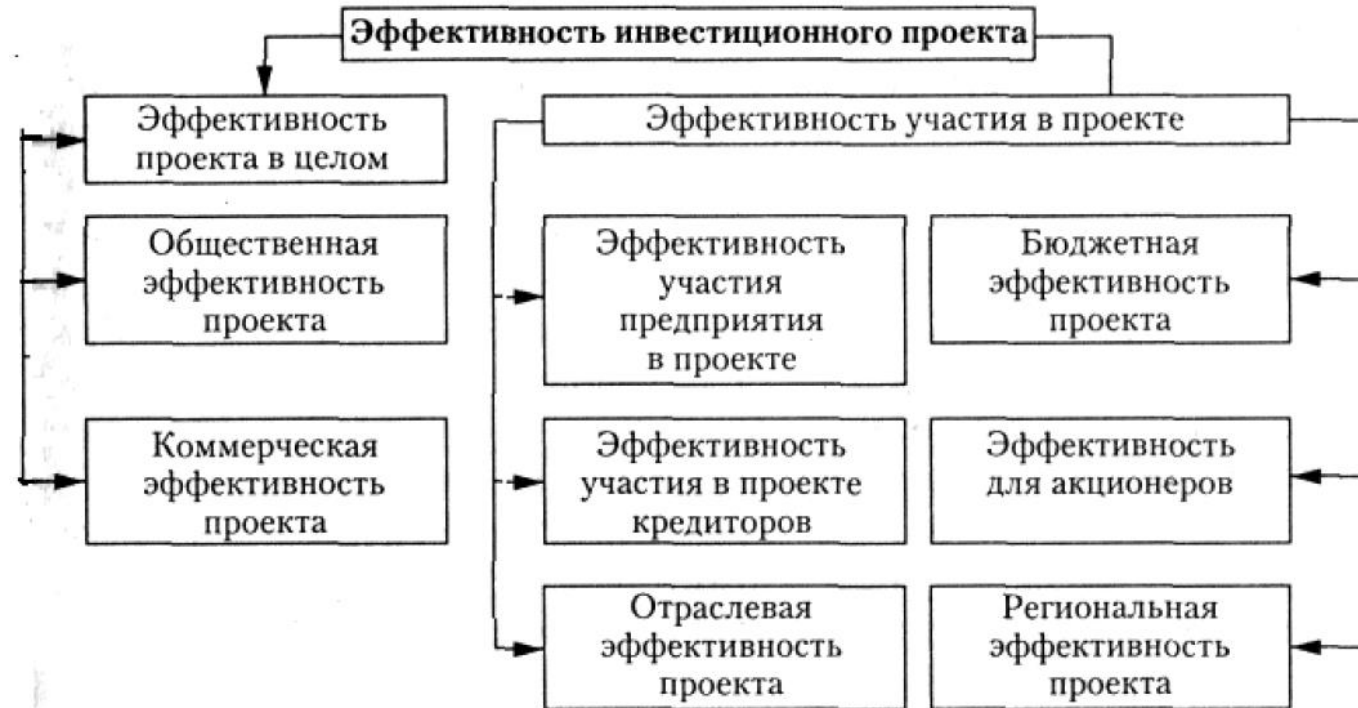 Эффективность инвестиционного проекта
Эффективность
проекта в целом
Эффективность участия в проекте
Общественная
эффективность
проекта
Эффективность
участия
предприятия
в проекте
Бюджетная
эффективность
проекта
Коммерческая
эффективность
проекта
Эффективность
участия в проекте
кредиторов
Эффективность
для акционеров
Отраслевая
эффективность
проекта
Региональная
эффективность
проекта